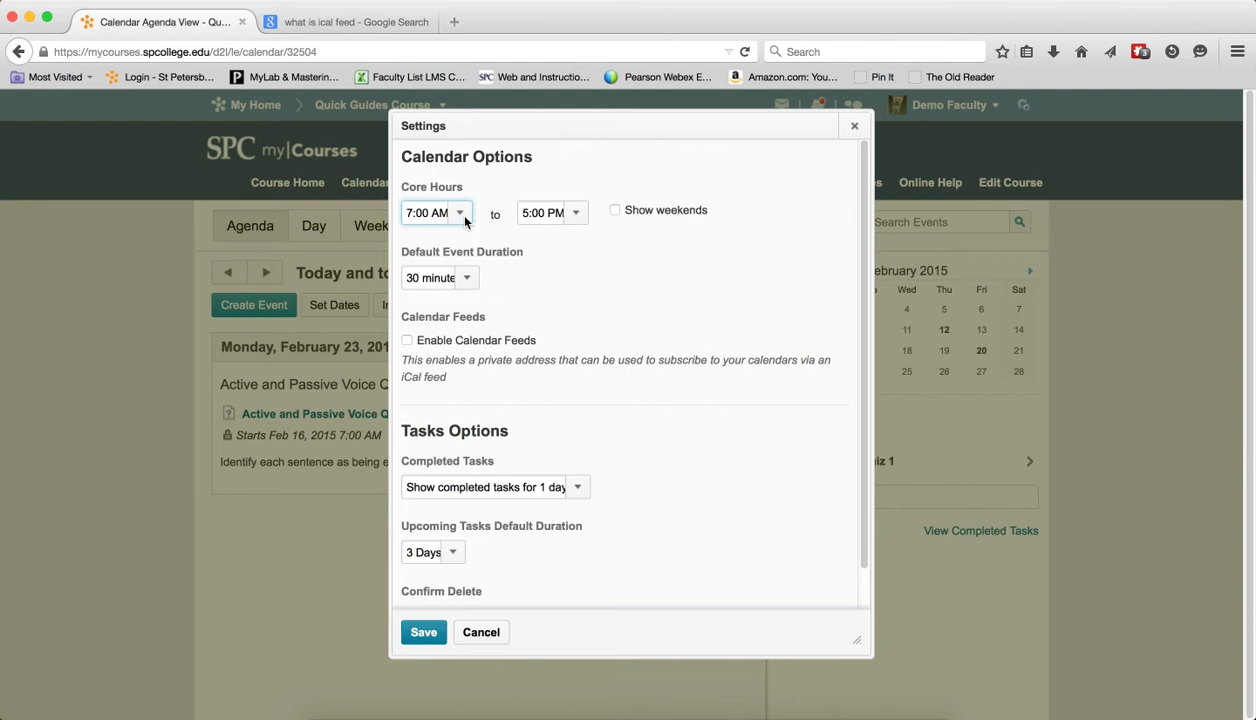 Calendar Agenda View - Qu...
what is ical feed - Google Search
https://mycourses.spcollege.edu/d2l/le/calendar/32504
Search
Most Visited
Login - St Petersb...
MyLab & Mastering...
Faculty List LMS C...
SPC Web and Instructio...
Pearson Webex E...
Amazon.com: You...
Pin It
The Old Reader
My Home
Quick Guides Course
Demo Faculty
SPC my|Courses
Course Home
Calenda
s
Online Help
Edit Course
Agenda
Day
Week
Search Events
Today and to
Create Event
Set Dates
Monday, February 23, 201
Active and Passive Voice Q
Active and Passive Voice Q
Starts Feb 16, 2015 7:00 AM
Identify each sentence as being e
Settings
Calendar Options
Core Hours
7:00 AM to 5:00 PM Show weekends
Default Event Duration
30 minute
Calendar Feeds
Enable Calendar Feeds
This enables a private address that can be used to subscribe to your calendars via an
iCal feed
Tasks Options
Completed Tasks
Show completed tasks for 1 day
Upcoming Tasks Default Duration
3 Days
Confirm Delete
Save
Cancel
ebruary 2015
Wed Thu Fri Sat
4 5 6 7
11 12 13 14
18 19 20 21
25 26 27 28
iz 1
View Completed Tasks